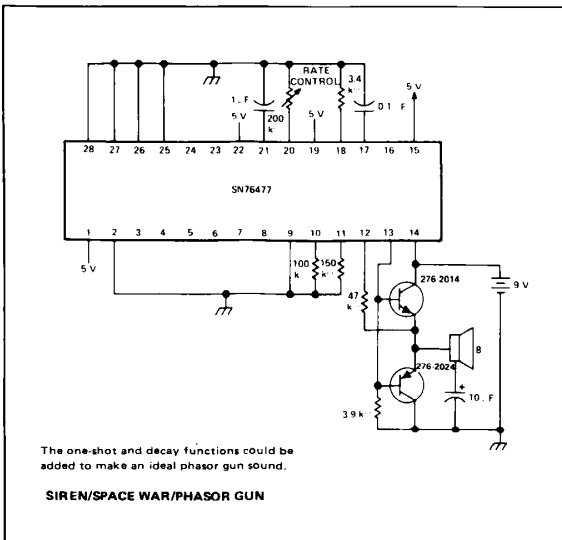 RATE
CONTROL
3.4
k
1 F
200
k
0.1 F
5 V
5 V
5 V
28 27 26 25 24 23 22 21 20 19 18 17 16 15
SN76477
1 2 3 4 5 6 7 8 9 10 11 12 13 14
5 V
100
k
150
k
47
k
276-2014
9 V
276-2024
8
10 F
3.9 k
The one-shot and decay functions could be
added to make an ideal phasor gun sound.
SIREN/SPACE WAR/PHASOR GUN